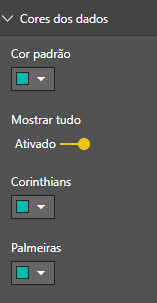 Cores dos dados
Cor padrão
Mostrar tudo
Ativado
Corinthians
Palmeiras